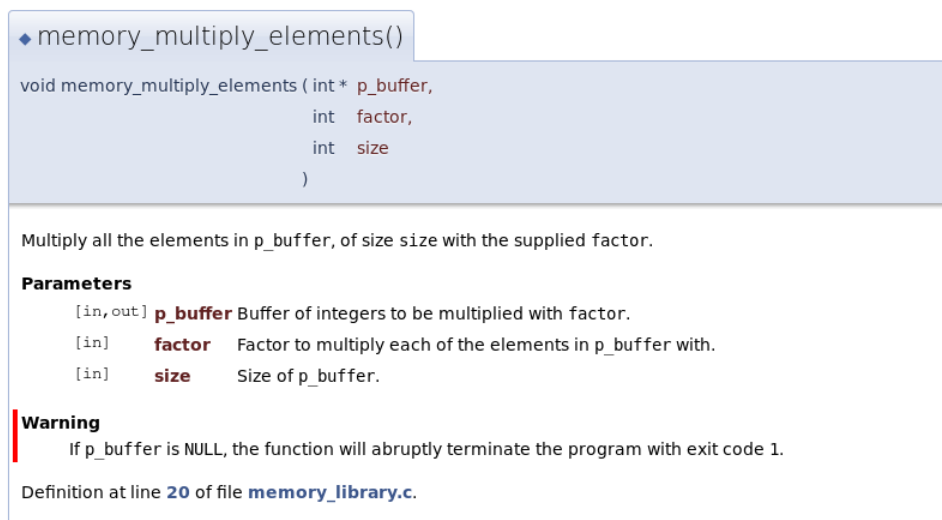 ◆ memory_multiply_elements()
void memory_multiply_elements ( int * p_buffer,
int factor,
int size
)
Multiply all the elements in p_buffer, of size size with the supplied factor.
Parameters
[in,out] p_buffer Buffer of integers to be multiplied with factor.
[in] factor Factor to multiply each of the elements in p_buffer with.
[in] size Size of p_buffer.
Warning
If p_buffer is NULL, the function will abruptly terminate the program with exit code 1.
Definition at line 20 of file memory_library.c.